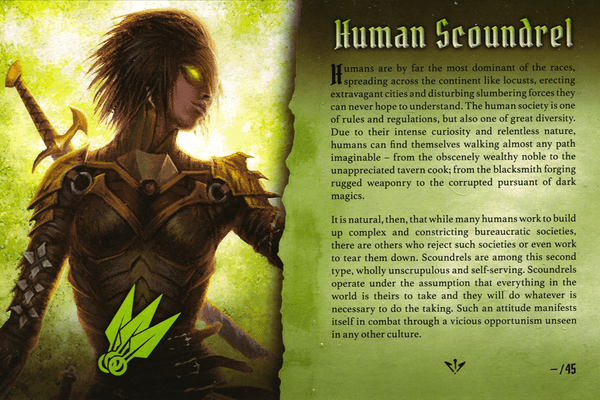 Human Scoundrel
Humans are by far the most dominant of the races,
spreading across the continent like locusts, erecting
extravagant cities and disturbing slumbering forces they
can never hope to understand. The human society is one
of rules and regulations, but also one of great diversity.
Due to their intense curiosity and relentless nature,
humans can find themselves walking almost any path
imaginable – from the obscenely wealthy noble to the
unappreciated tavern cook; from the blacksmith forging
rugged weaponry to the corrupted pursuant of dark
magics.
It is natural, then, that while many humans work to build
up complex and constricting bureaucratic societies,
there are others who reject such societies or even work
to tear them down. Scoundrels are among this second
type, wholly unscrupulous and self-serving. Scoundrels
operate under the assumption that everything in the
world is theirs to take and they will do whatever is
necessary to do the taking. Such an attitude manifests
itself in combat through a vicious opportunism unseen
in any other culture.
–/45